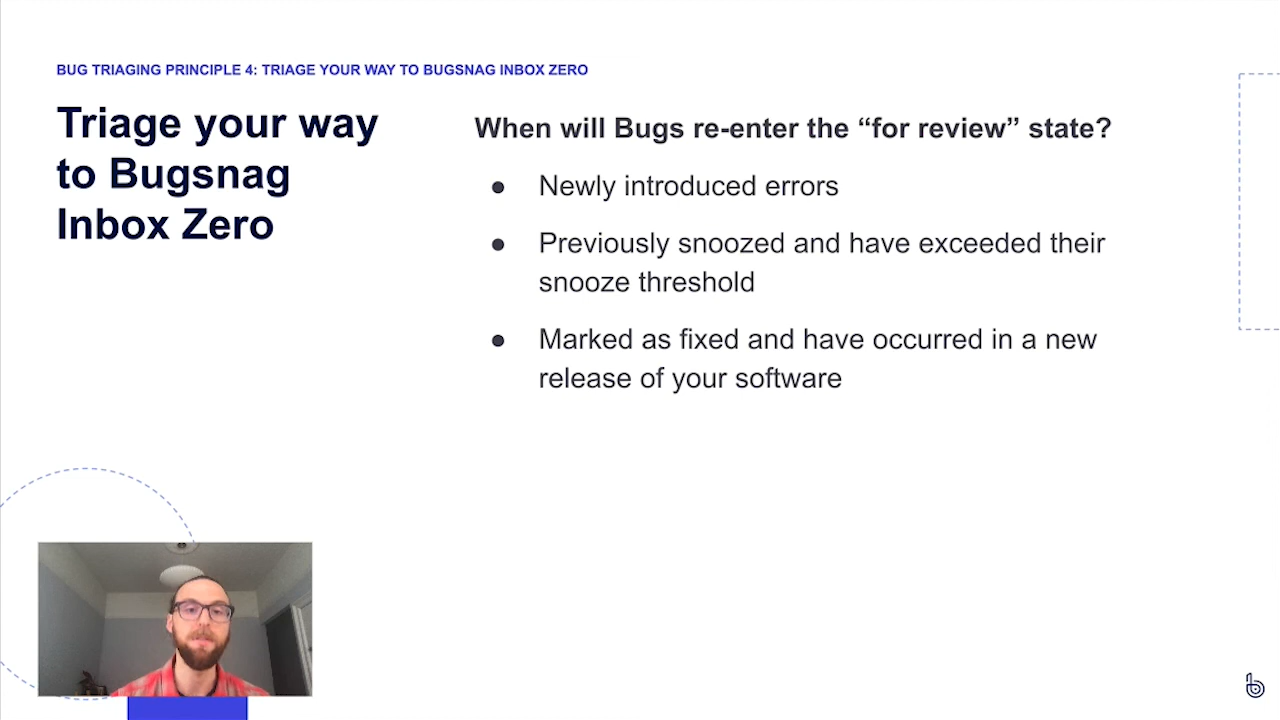 BUG TRIAGING PRINCIPLE 4: TRIAGE YOUR WAY TO BUGSNAG INBOX ZERO
Triage your way
to Bugsnag
Inbox Zero
When will Bugs re-enter the “for review” state?
● Newly introduced errors
● Previously snoozed and have exceeded their
snooze threshold
● Marked as fixed and have occurred in a new
release of your software